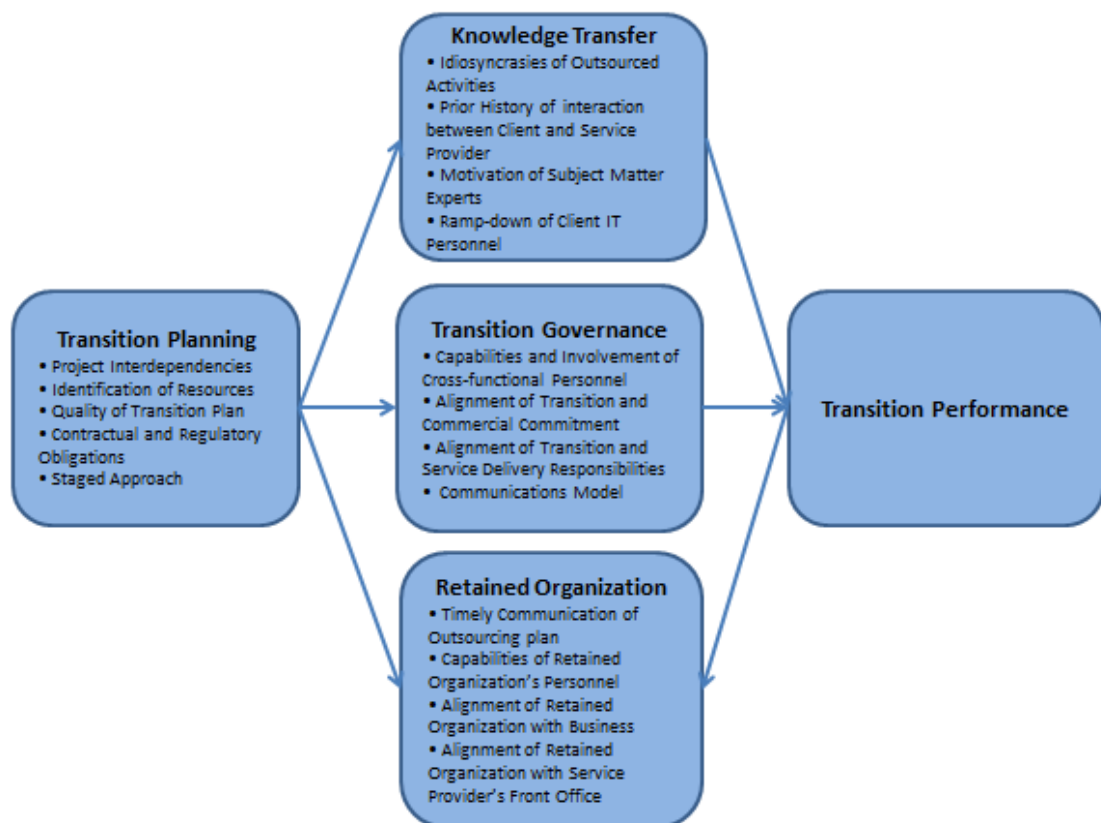 Knowledge Transfer
• Idiosyncrasies of Outsourced
Activities
• Prior History of interaction
between Client and Service
Provider
• Motivation of Subject Matter
Experts
• Ramp-down of Client IT
Personnel
Transition Planning
• Project Interdependencies
• Identification of Resources
• Quality of Transition Plan
• Contractual and Regulatory
Obligations
• Staged Approach
Transition Governance
• Capabilities and Involvement of
Cross-functional Personnel
• Alignment of Transition and
Commercial Commitment
• Alignment of Transition and
Service Delivery Responsibilities
• Communications Model
Transition Performance
Retained Organization
• Timely Communication of
Outsourcing plan
• Capabilities of Retained
Organization's Personnel
• Alignment of Retained
Organization with Business
• Alignment of Retained
Organization with Service
Provider's Front Office